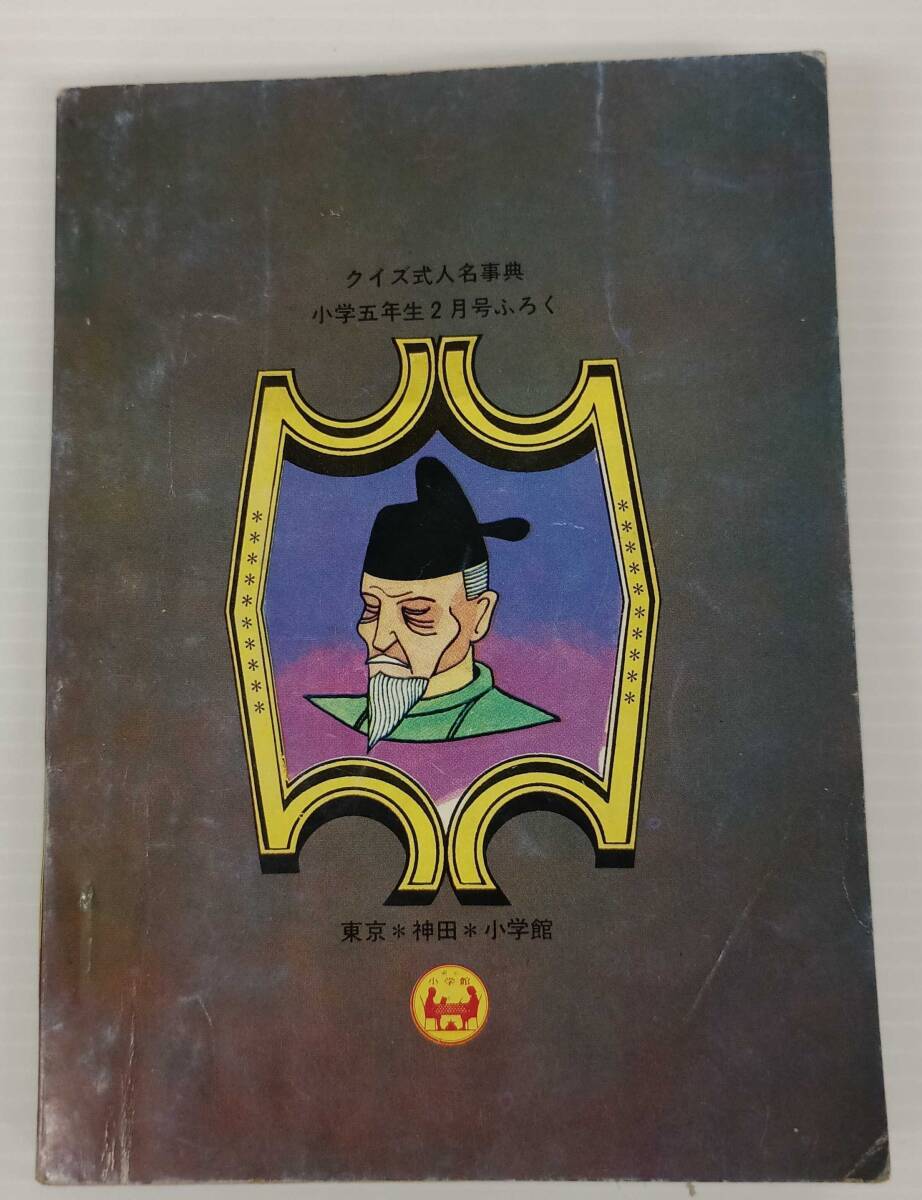 クイズ式人名事典
小学五年生2月号ふろく
東京*神田*小学館
小学館